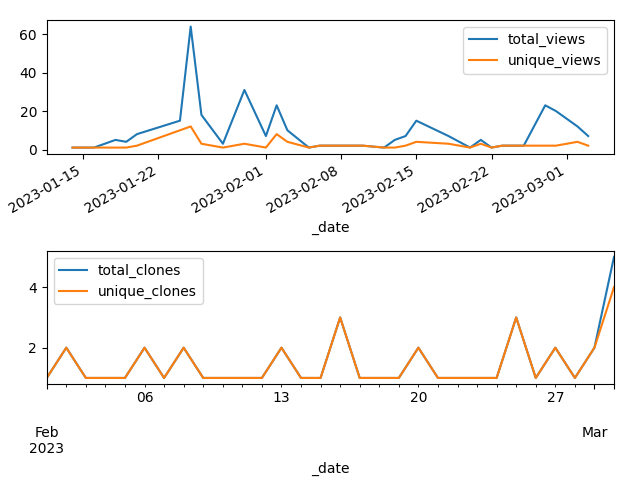 60
40
20
0
total_views
unique_views
2023-01-15
2023-01-22
2023-02-01
2023-02-08
2023-02-15
2023-02-22
2023-03-01
_date
4
2
total_clones
unique_clones
06
13
20
27
Feb
2023
Mar
_date